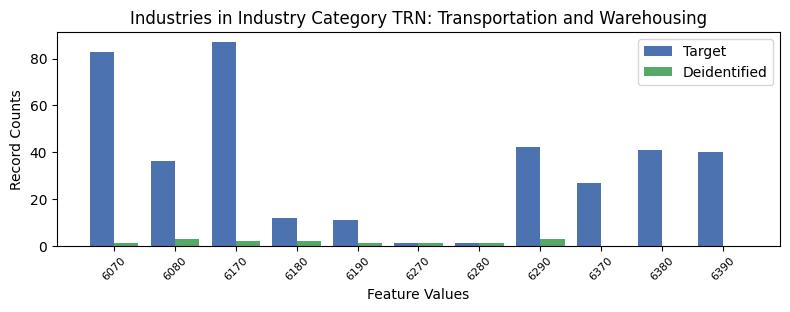 Industries in Industry Category TRN: Transportation and Warehousing
Record Counts
80
60
40
20
0
Target
Deidentified
6070 6080 6170 6180 6190 6270 6280 6290 6370 6380 6390
Feature Values